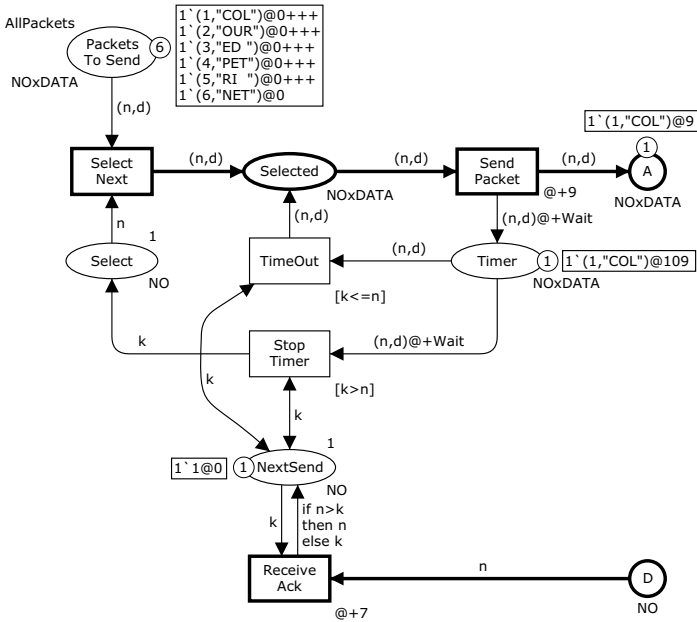 AllPackets
Packets
To Send
6
1`(1,"COL")@0+++
1`(2,"OUR")@0+++
1`(3,"ED ")@0+++
1`(4,"PET")@0+++
1`(5,"RI  ")@0+++
1`(6,"NET")@0
NOxDATA
(n,d)
1`(1,"COL")@9
1
Select
Next
(n,d)
Selected
NOxDATA
(n,d)
Send
Packet
@+9
(n,d)
A
NOxDATA
n
(n,d)
(n,d)@+Wait
1
Select
NO
TimeOut
[k<=n]
(n,d)
Timer
1
1`(1,"COL")@109
NOxDATA
k
Stop
Timer
[k>n]
(n,d)@+Wait
k
k
1`1@0
1
NextSend
1
NO
k
if n>k
then n
else k
Receive
Ack
@+7
n
D
NO